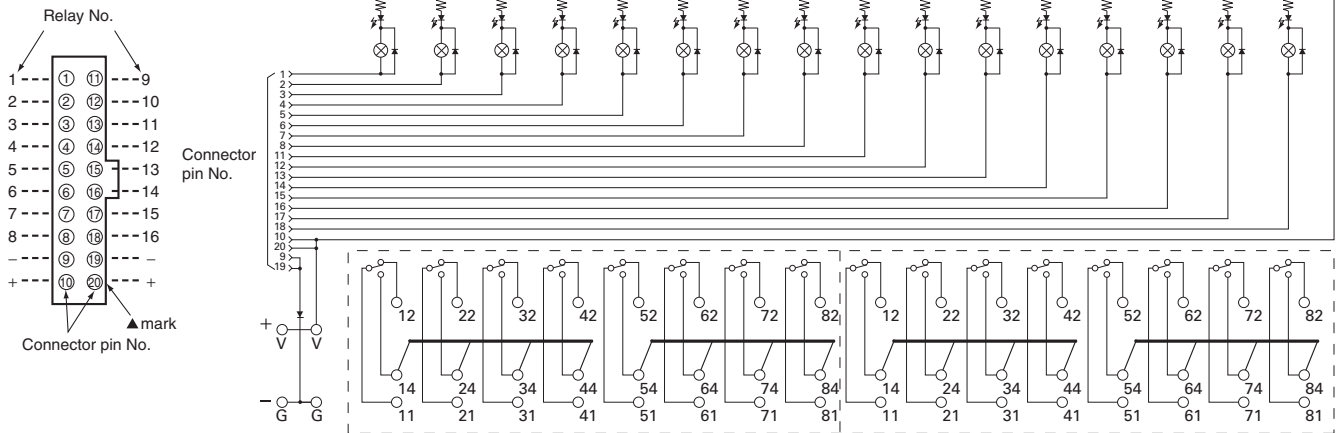 Relay No.
1 ① ⑪ 9
2 ② ⑫ 10
3 ③ ⑬ 11
4 ④ ⑭ 12
5 ⑤ ⑮ 13
6 ⑥ ⑯ 14
7 ⑦ ⑰ 15
8 ⑧ ⑱ 16
− ⑨ ⑲ −
+ ⑩ ⑳ +
▲mark
Connector pin No.
Connector
pin No.
1
2
3
4
5
6
7
8
11
12
13
14
15
16
17
18
10
20
9
19
+ V V
− G G
12 22 32 42 52 62 72 82 12 22 32 42 52 62 72 82
14 24 34 44 54 64 74 84 14 24 34 44 54 64 74 84
11 21 31 41 51 61 71 81 11 21 31 41 51 61 71 81